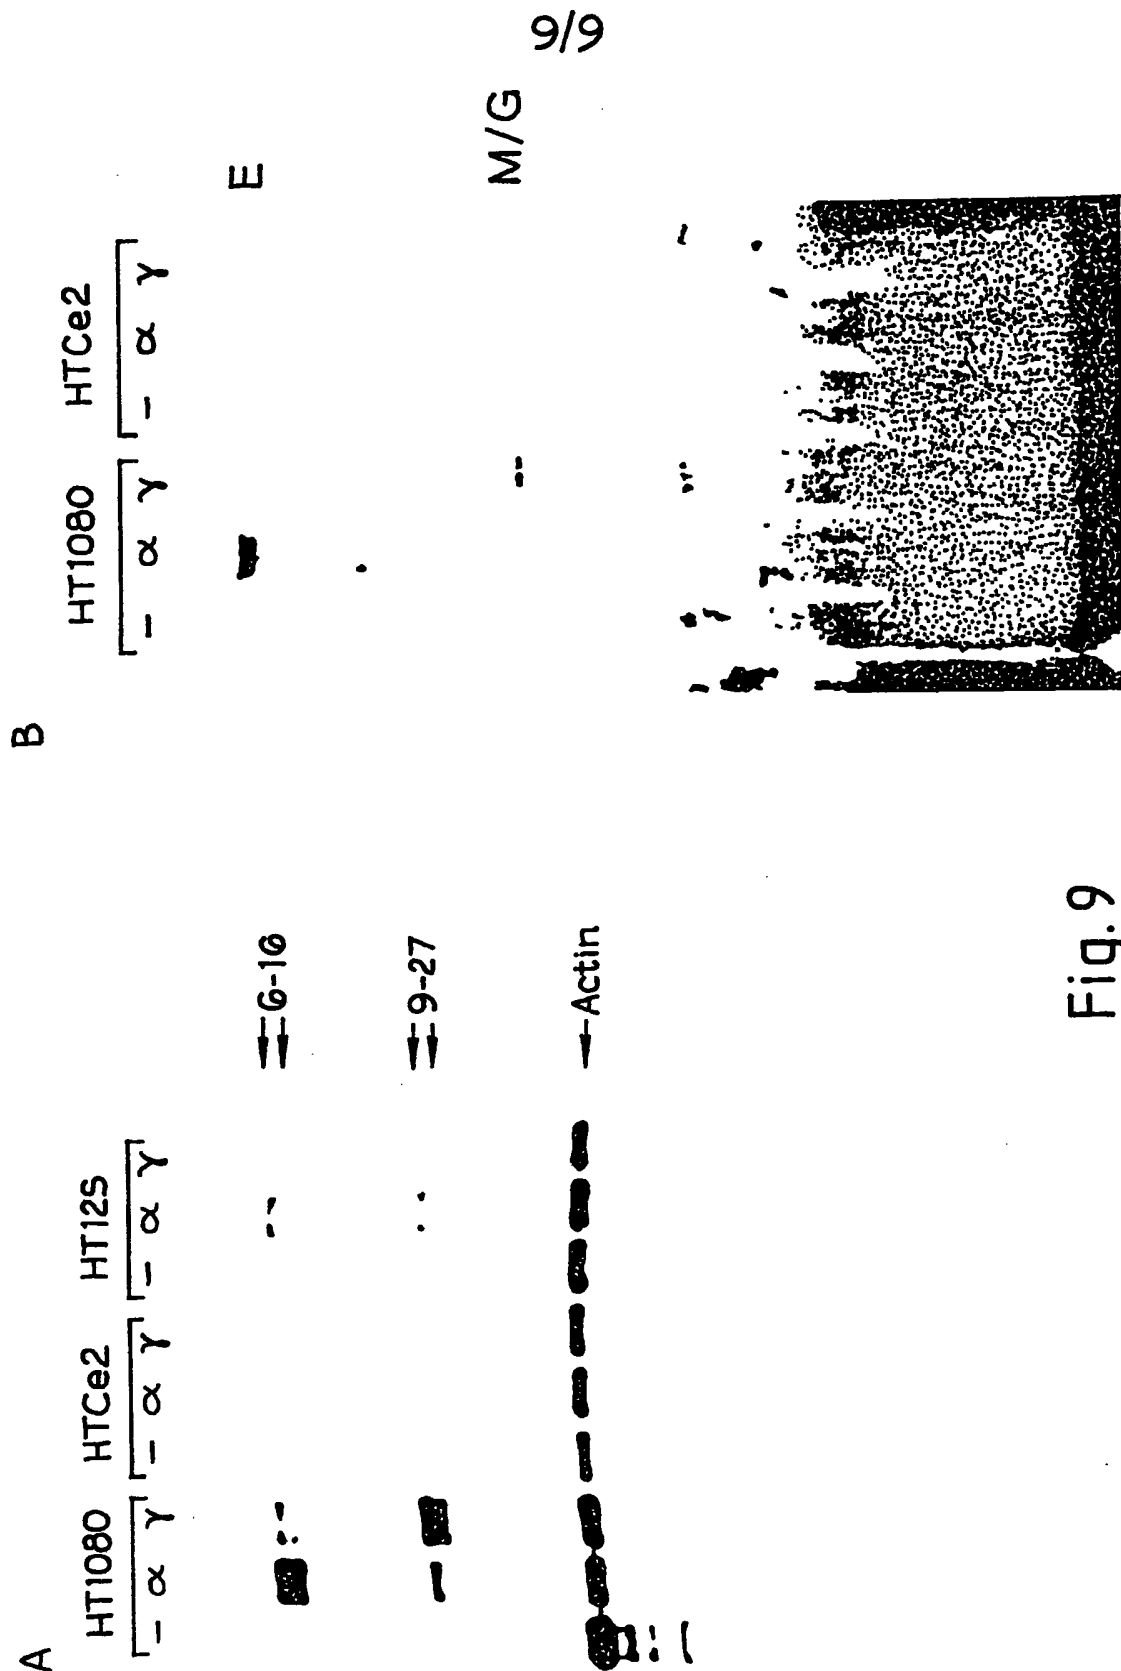 9/9
A
HT1080 HTCe2 HT12S
- α γ - α γ - α γ
6-16
9-27
Actin
B
HT1080 HTCe2
- α γ - α γ
E
M/G
Fig. 9